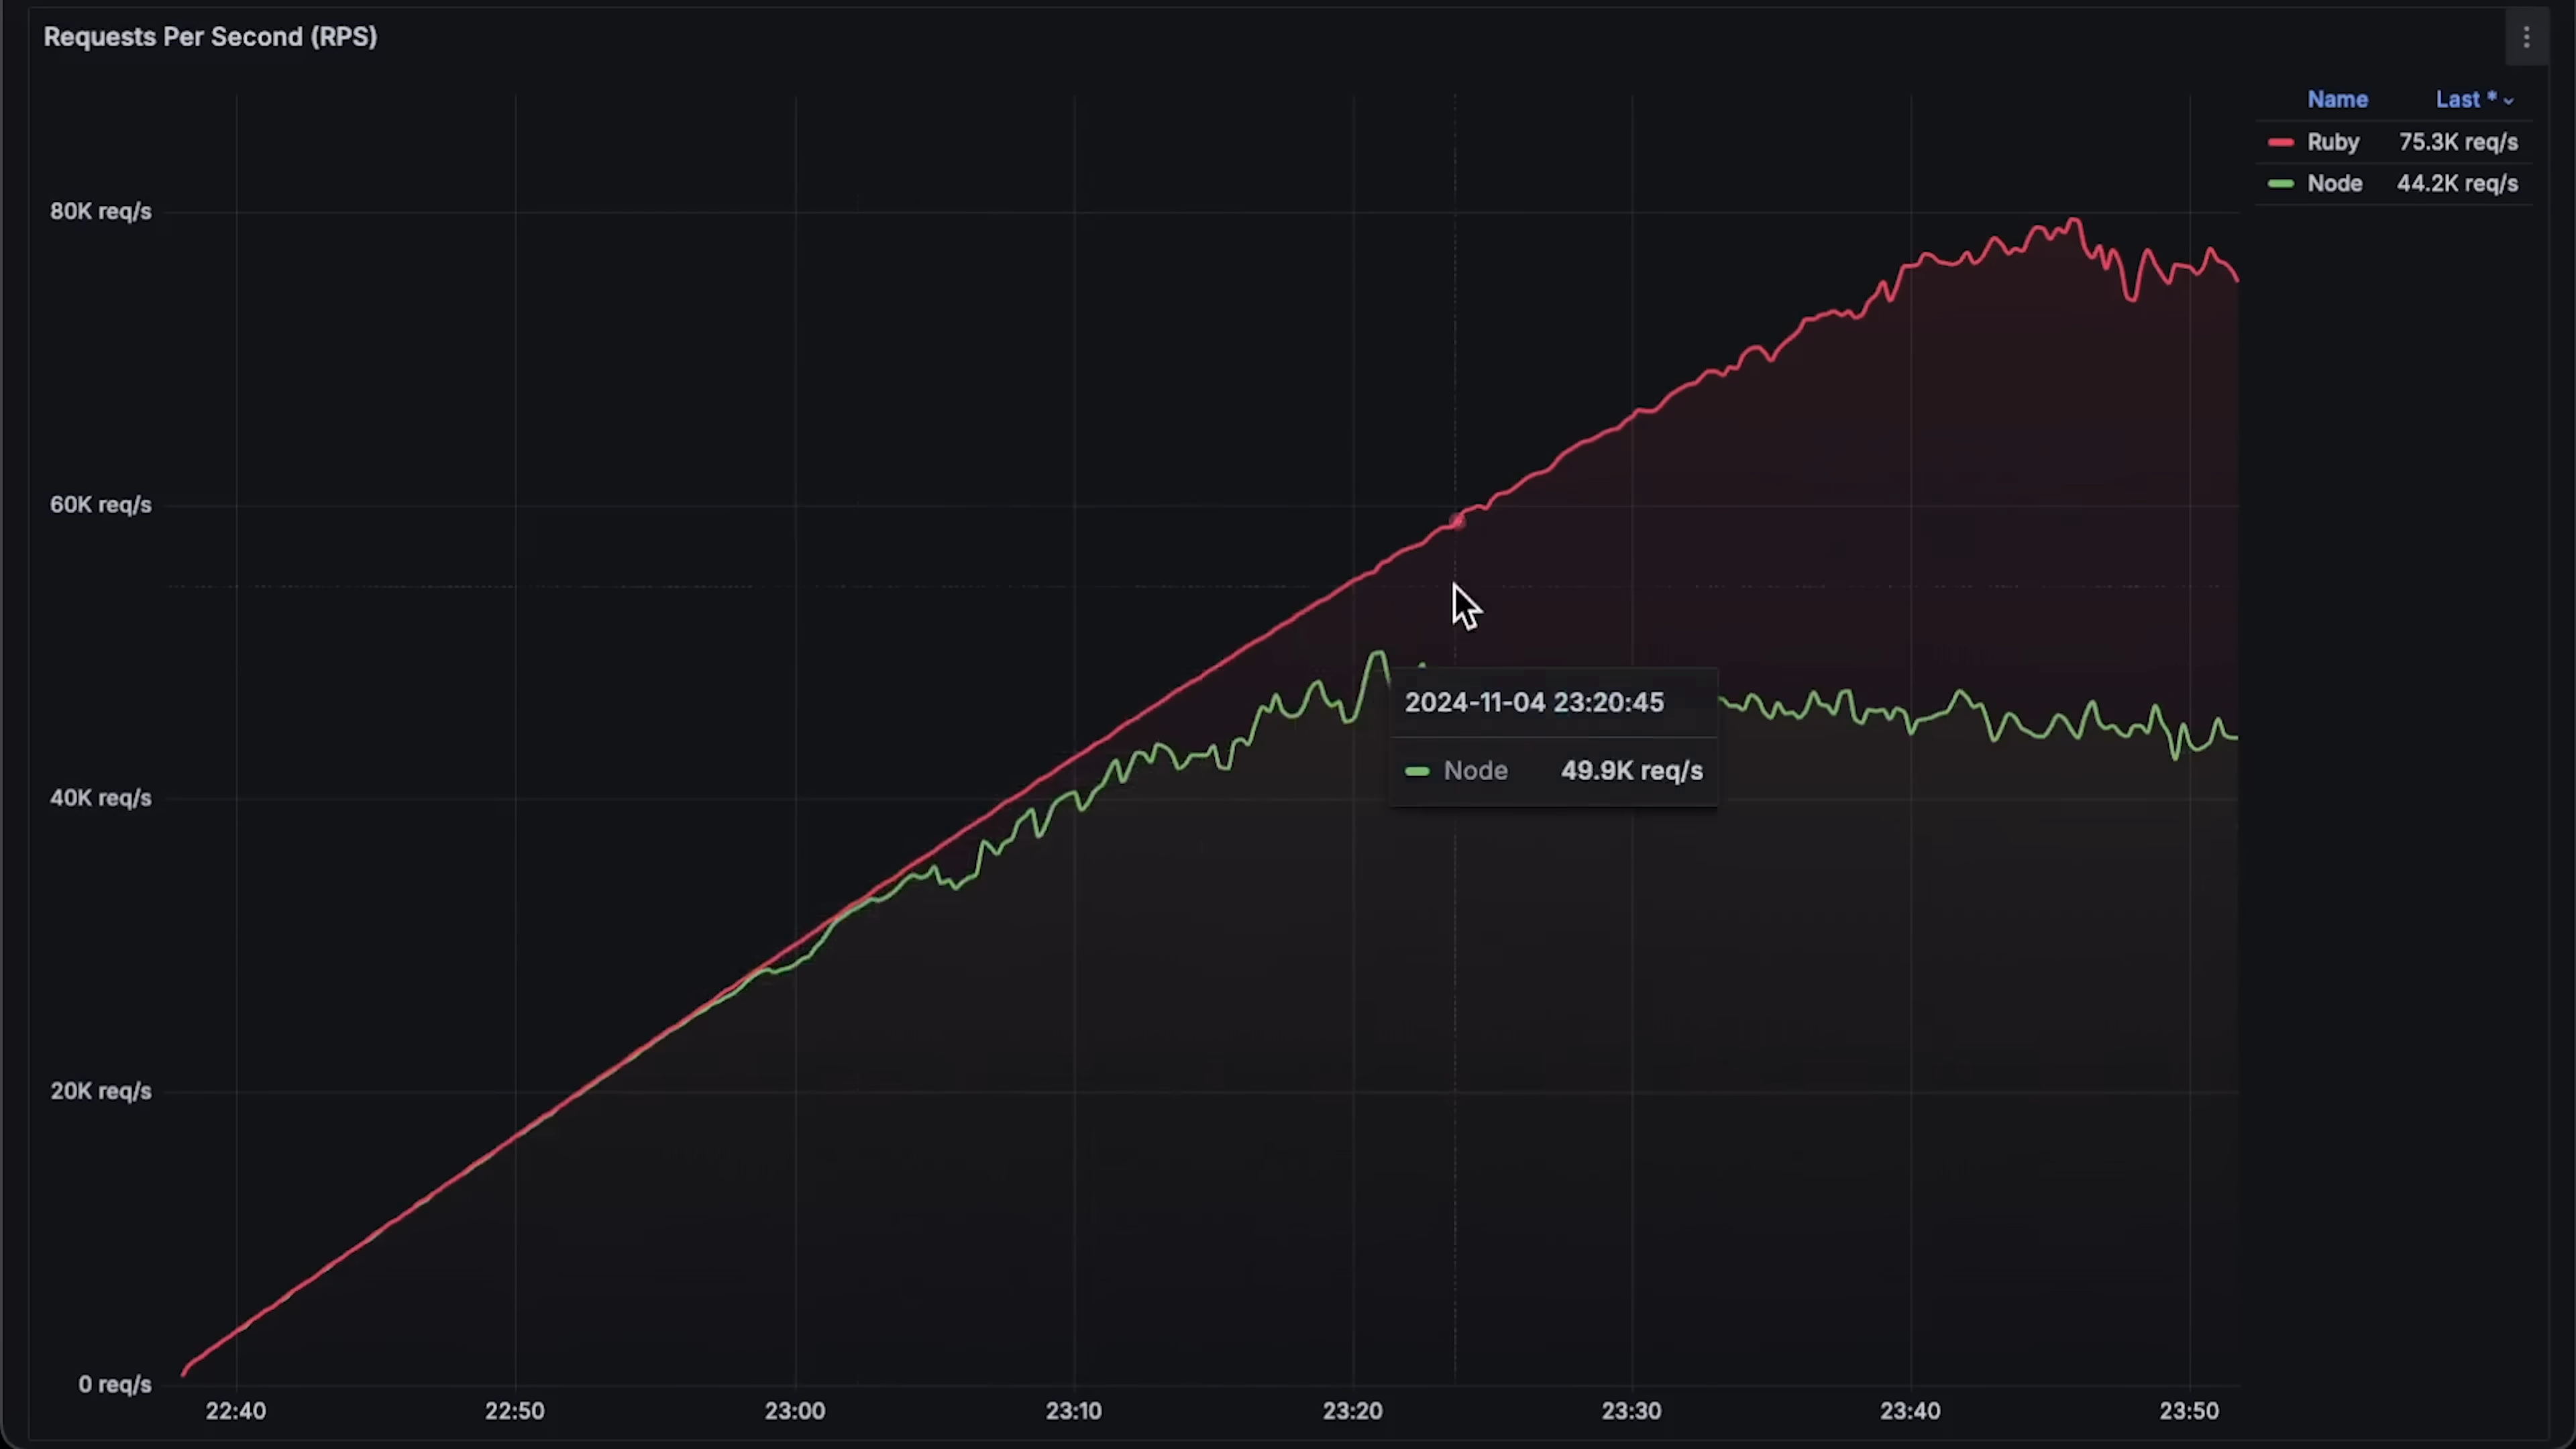 Requests Per Second (RPS)
Name Last *
Ruby 75.3K req/s
Node 44.2K req/s
80K req/s
60K req/s
40K req/s
20K req/s
0 req/s
2024-11-04 23:20:45
Node 49.9K req/s
22:40 22:50 23:00 23:10 23:20 23:30 23:40 23:50